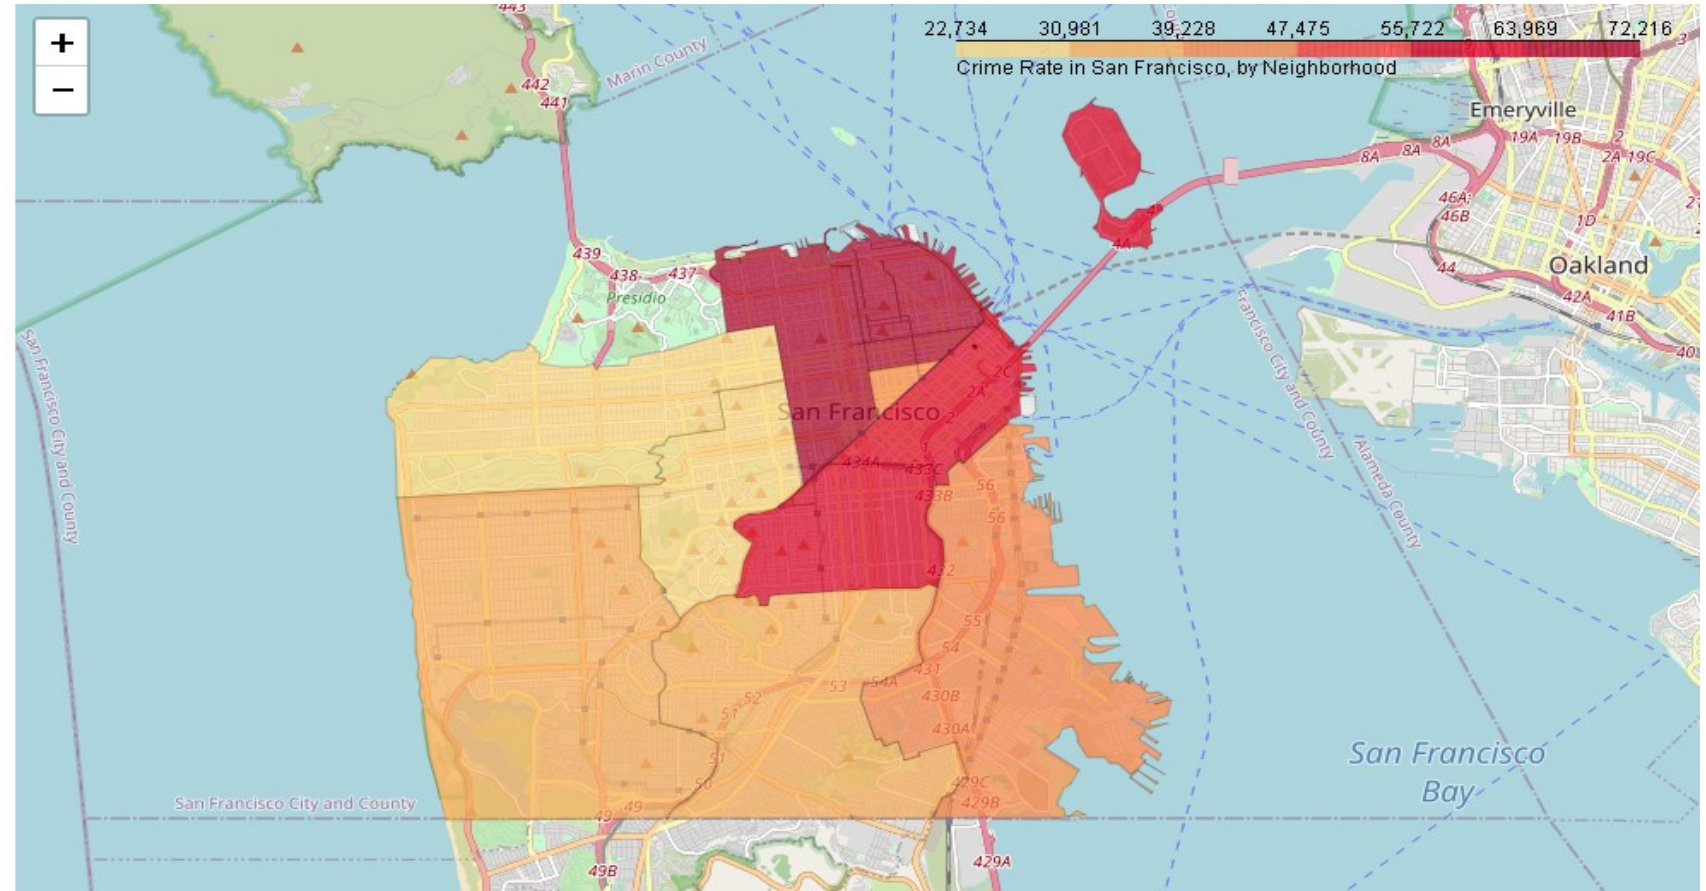 443
+
−
22,734 30,981 39,228 47,475 55,722 63,969 72,216
Crime Rate in San Francisco, by Neighborhood
Marin County
442
441
Emeryville
3
19A 19B
2
2A 19C
8A 8A 8A
46A;
46B
1D
4
4A
439
438 437
Presidio
44
Oakland
42A
41B
40
San Francisco City and County
Francisco City and County
Alameda County
2C
2A
2
San Francisco
1
434A 433C
433B
56
56
432
55
54
431
54A
53
52
51
430B
430A
51
50
429C
429B
49
49
San Francisco City and County
San Francisco
Bay
49B
429A